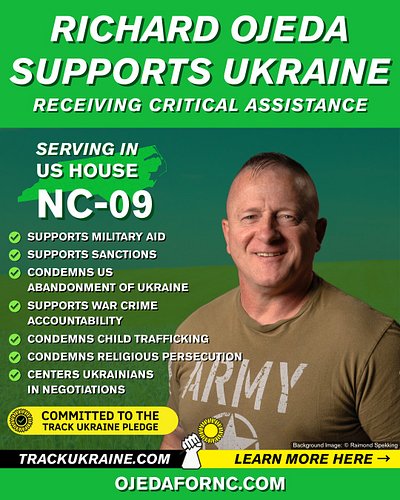 RICHARD OJEDA
SUPPORTS UKRAINE
RECEIVING CRITICAL ASSISTANCE
SERVING IN
US HOUSE
NC-09
SUPPORTS MILITARY AID
SUPPORTS SANCTIONS
CONDEMNS US
ABANDONMENT OF UKRAINE
SUPPORTS WAR CRIME
ACCOUNTABILITY
CONDEMNS CHILD TRAFFICKING
CONDEMNS RELIGIOUS PERSECUTION
CENTERS UKRAINIANS
IN NEGOTIATIONS
ARMY
COMMITTED TO THE
TRACK UKRAINE PLEDGE
Background Image: © Raimond Spekking
TRACKUKRAINE.COM
LEARN MORE HERE →
OJEDAFORNC.COM